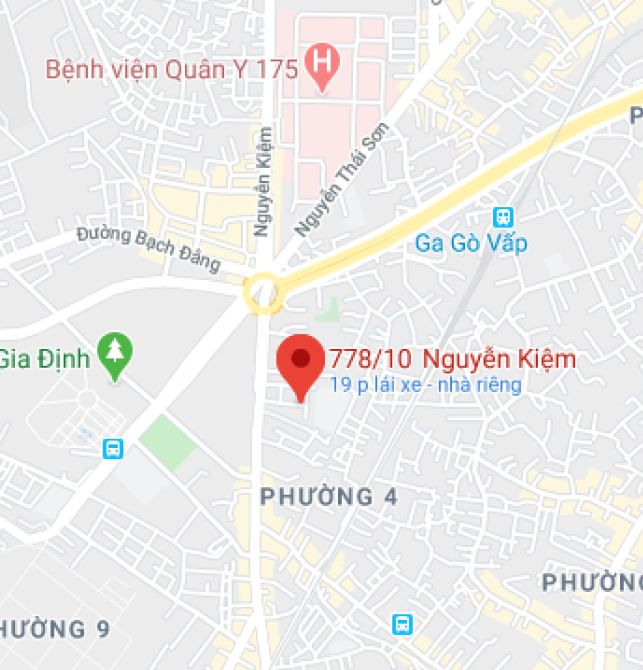 Bệnh viện Quân Y 175
H
Nguyễn Kiệm
Nguyễn Thái Sơn
P
Đường Bạch Đằng
Ga Gò Vấp
Gia Định
778/10 Nguyễn Kiệm
19 p lái xe - nhà riêng
PHƯỜNG 4
PHƯỜNG
HƯỜNG 9